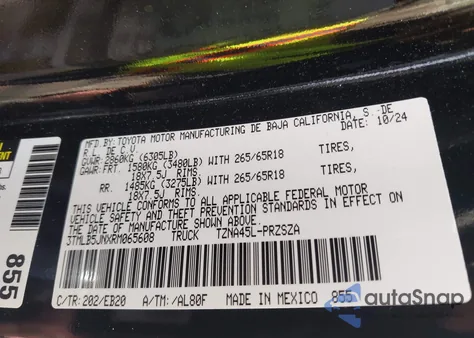 MFD. BY: TOYOTA MOTOR MANUFACTURING DE BAJA CALIFORNIA, S. DE
R. L. DE C.V. DATE: 10/24
GVWR: 2860KG (6305LB)
GAWR: FRT. 1580KG (3480LB) WITH 265/65R18 TIRES,
18X7.5J RIMS
RR. 1485KG (3275LB) WITH 265/65R18 TIRES,
18X7.5J RIMS
THIS VEHICLE CONFORMS TO ALL APPLICABLE FEDERAL MOTOR
VEHICLE SAFETY AND THEFT PREVENTION STANDARDS IN EFFECT ON
THE DATE OF MANUFACTURE SHOWN ABOVE.
3TMLB5JNXRM065608 TRUCK TZNA45L-PRZSZA
C/TR: 202/EB20 A/TM: /AL80F MADE IN MEXICO 855
855
autoSnap